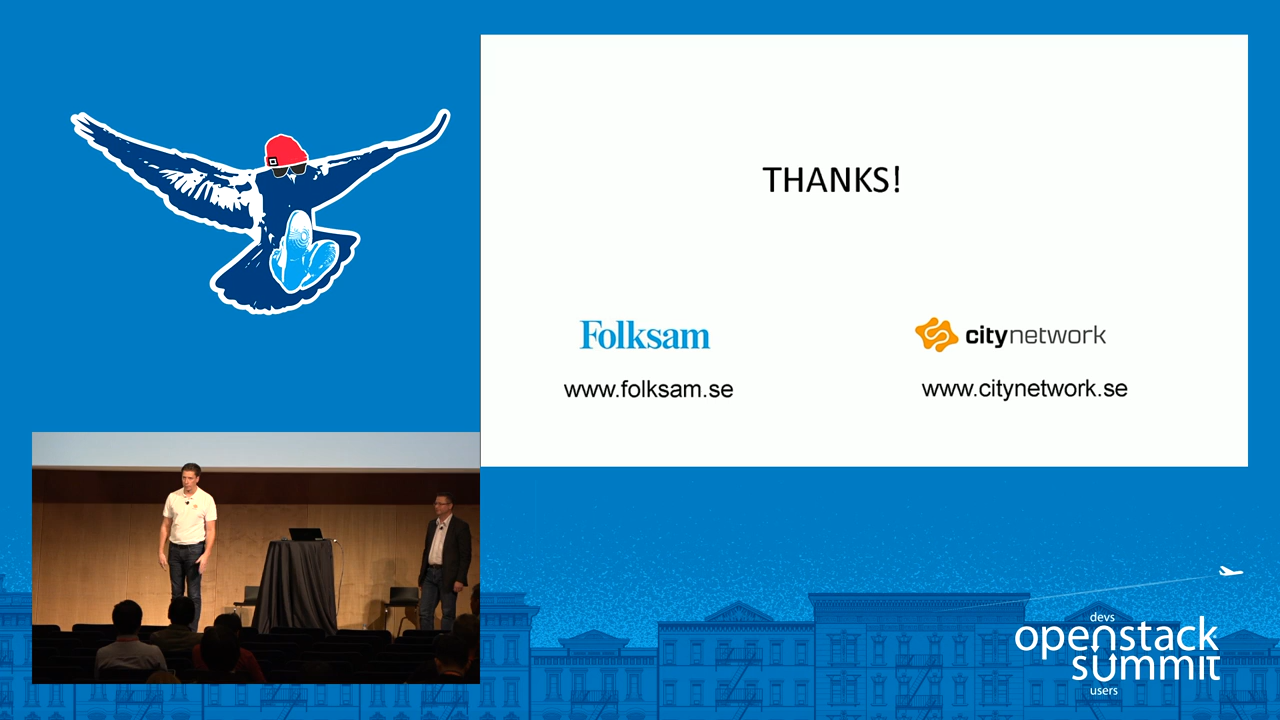 THANKS!
Folksam
citynetwork
www.folksam.se
www.citynetwork.se
devs
openstack
summit
users